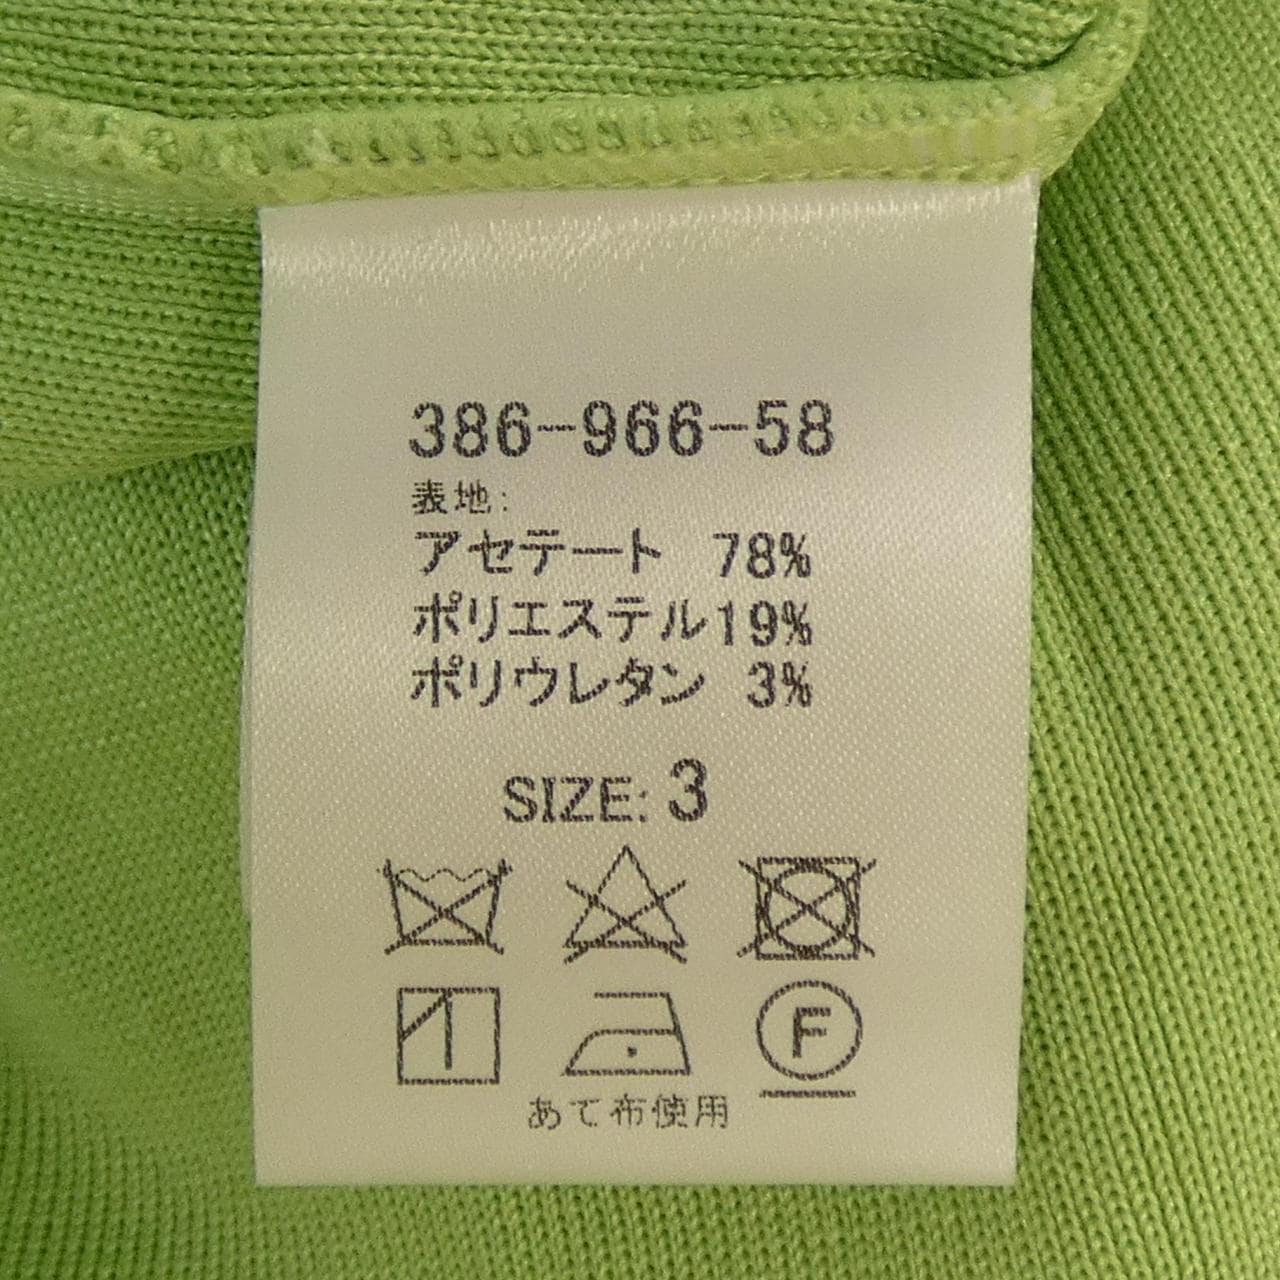 386-966-58
表地:
アセテート 78%
ポリエステル19%
ポリウレタン 3%
SIZE: 3
F
あて布使用